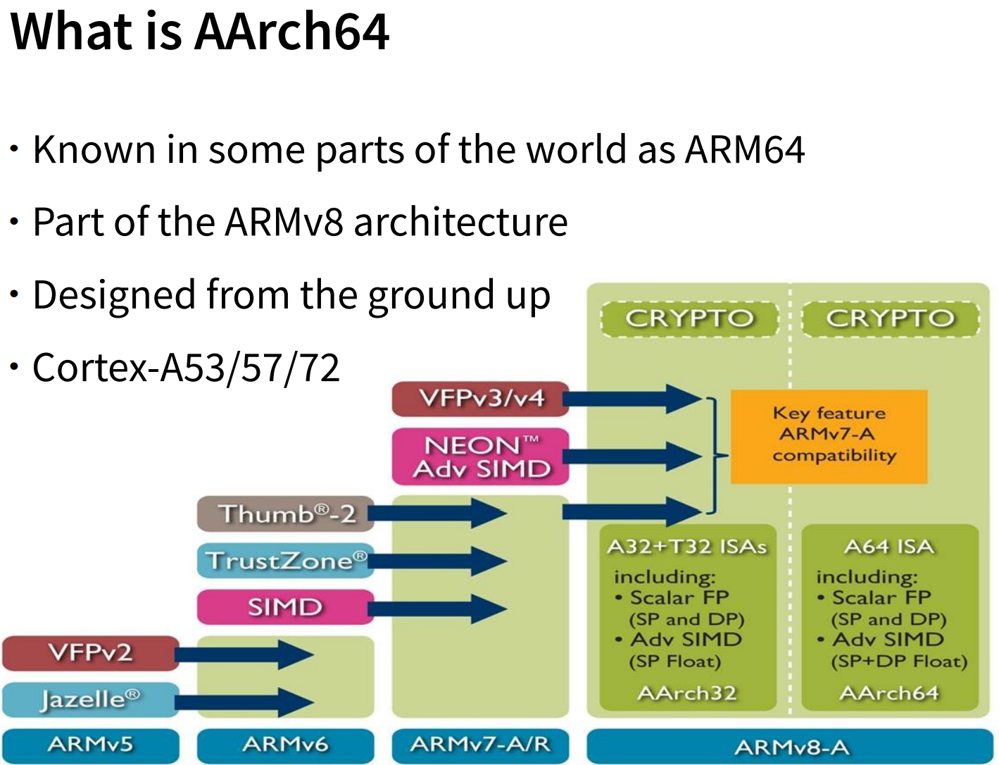 What is AArch64
• Known in some parts of the world as ARM64
• Part of the ARMv8 architecture
• Designed from the ground up
• Cortex-A53/57/72
CRYPTO
CRYPTO
VFPv3/v4
NEON™
Adv SIMD
Key feature
ARMv7-A
compatibility
Thumb®-2
TrustZone®
SIMD
A32+T32 ISAs
including:
• Scalar FP
(SP and DP)
• Adv SIMD
(SP Float)
AArch32
A64 ISA
including:
• Scalar FP
(SP and DP)
• Adv SIMD
(SP+DP Float)
AArch64
VFPv2
Jazelle®
ARMv5
ARMv6
ARMv7-A/R
ARMv8-A